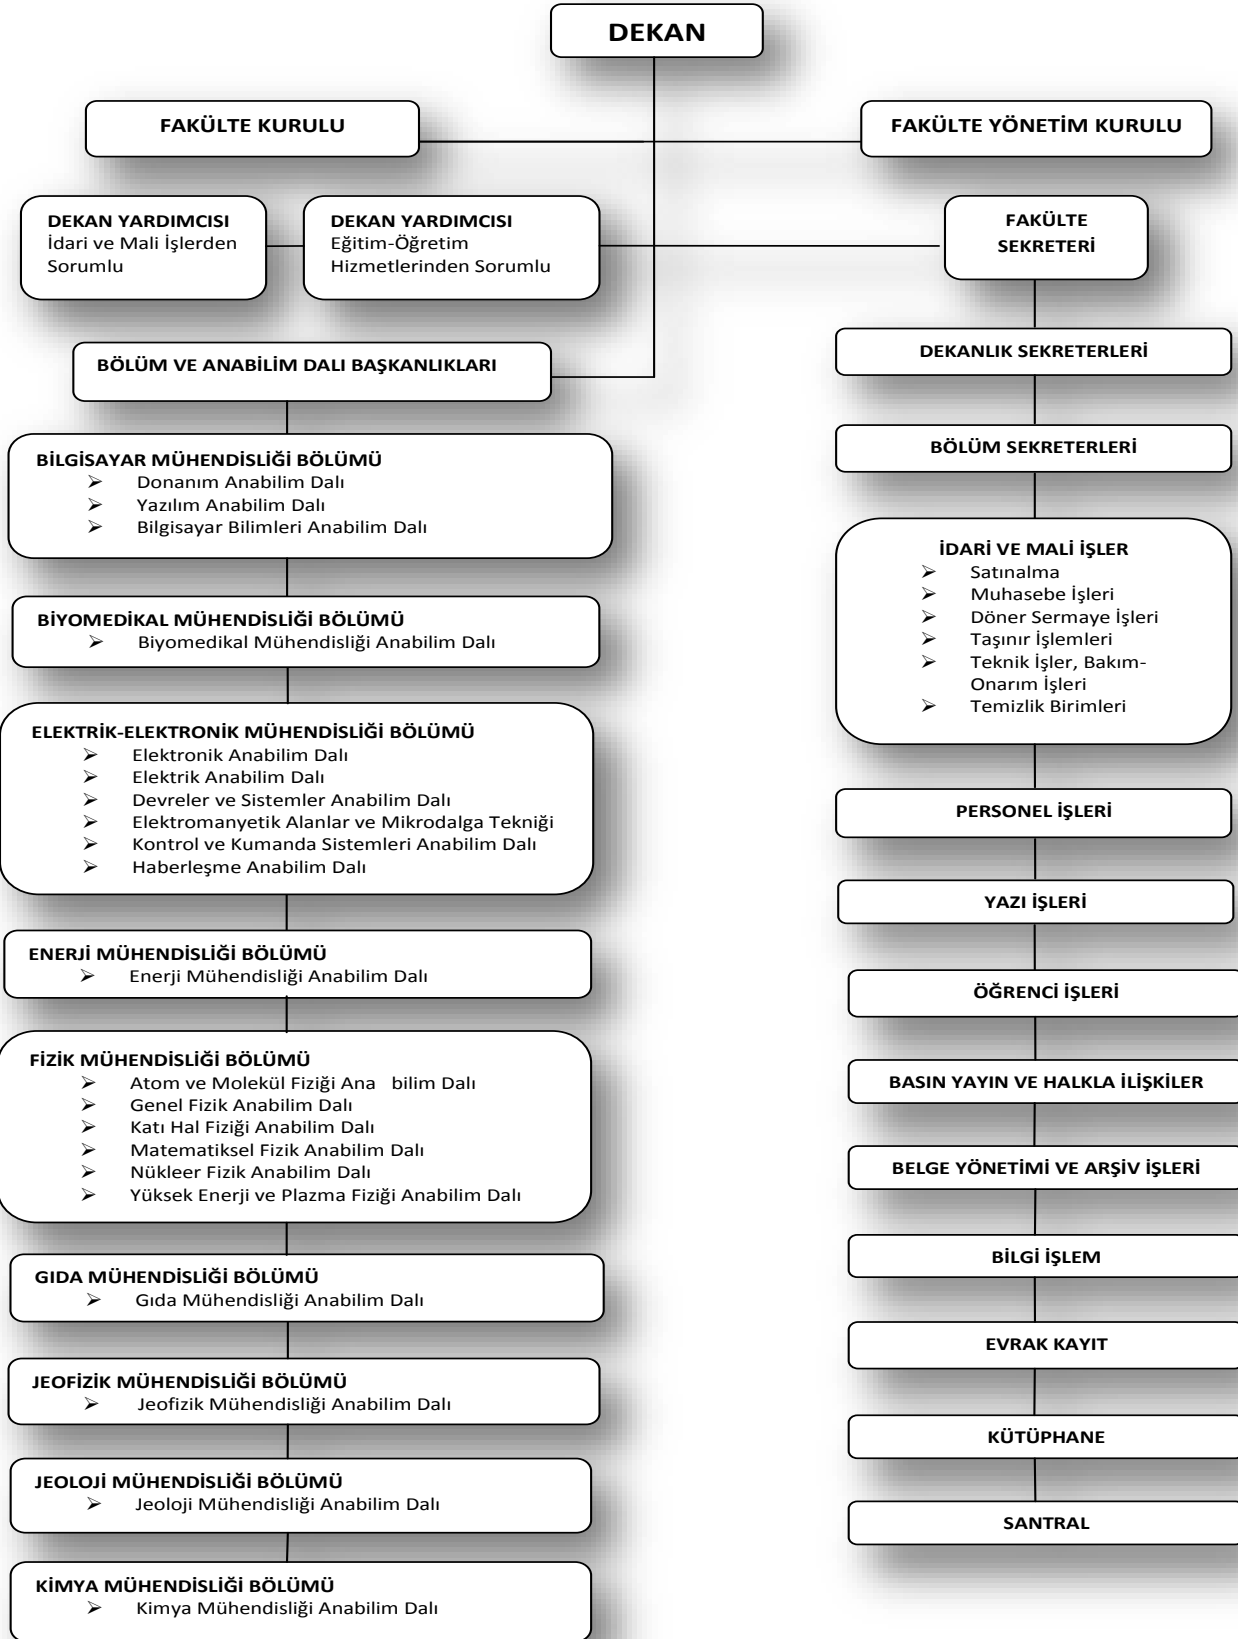 DEKAN
FAKÜLTE KURULU
FAKÜLTE YÖNETİM KURULU
DEKAN YARDIMCISI
İdari ve Mali İşlerden
Sorumlu
DEKAN YARDIMCISI
Eğitim-Öğretim
Hizmetlerinden Sorumlu
FAKÜLTE
SEKRETERİ
BÖLÜM VE ANABİLİM DALI BAŞKANLIKLARI
BİLGİSAYAR MÜHENDİSLİĞİ BÖLÜMÜ
➢ Donanım Anabilim Dalı
➢ Yazılım Anabilim Dalı
➢ Bilgisayar Bilimleri Anabilim Dalı
BİYOMEDİKAL MÜHENDİSLİĞİ BÖLÜMÜ
➢ Biyomedikal Mühendisliği Anabilim Dalı
ELEKTRİK-ELEKTRONİK MÜHENDİSLİĞİ BÖLÜMÜ
➢ Elektronik Anabilim Dalı
➢ Elektrik Anabilim Dalı
➢ Devreler ve Sistemler Anabilim Dalı
➢ Elektromanyetik Alanlar ve Mikrodalga Tekniği
➢ Kontrol ve Kumanda Sistemleri Anabilim Dalı
➢ Haberleşme Anabilim Dalı
ENERJİ MÜHENDİSLİĞİ BÖLÜMÜ
➢ Enerji Mühendisliği Anabilim Dalı
FİZİK MÜHENDİSLİĞİ BÖLÜMÜ
➢ Atom ve Molekül Fiziği Ana bilim Dalı
➢ Genel Fizik Anabilim Dalı
➢ Katı Hal Fiziği Anabilim Dalı
➢ Matematiksel Fizik Anabilim Dalı
➢ Nükleer Fizik Anabilim Dalı
➢ Yüksek Enerji ve Plazma Fiziği Anabilim Dalı
GIDA MÜHENDİSLİĞİ BÖLÜMÜ
➢ Gıda Mühendisliği Anabilim Dalı
JEOFİZİK MÜHENDİSLİĞİ BÖLÜMÜ
➢ Jeofizik Mühendisliği Anabilim Dalı
JEOLOJİ MÜHENDİSLİĞİ BÖLÜMÜ
➢ Jeoloji Mühendisliği Anabilim Dalı
KİMYA MÜHENDİSLİĞİ BÖLÜMÜ
➢ Kimya Mühendisliği Anabilim Dalı
DEKANLIK SEKRETERLERİ
BÖLÜM SEKRETERLERİ
İDARİ VE MALİ İŞLER
➢ Satınalma
➢ Muhasebe İşleri
➢ Döner Sermaye İşleri
➢ Taşınır İşlemleri
➢ Teknik İşler, Bakım-
Onarım İşleri
➢ Temizlik Birimleri
PERSONEL İŞLERİ
YAZI İŞLERİ
ÖĞRENCİ İŞLERİ
BASIN YAYIN VE HALKLA İLİŞKİLER
BELGE YÖNETİMİ VE ARŞİV İŞLERİ
BİLGİ İŞLEM
EVRAK KAYIT
KÜTÜPHANE
SANTRAL